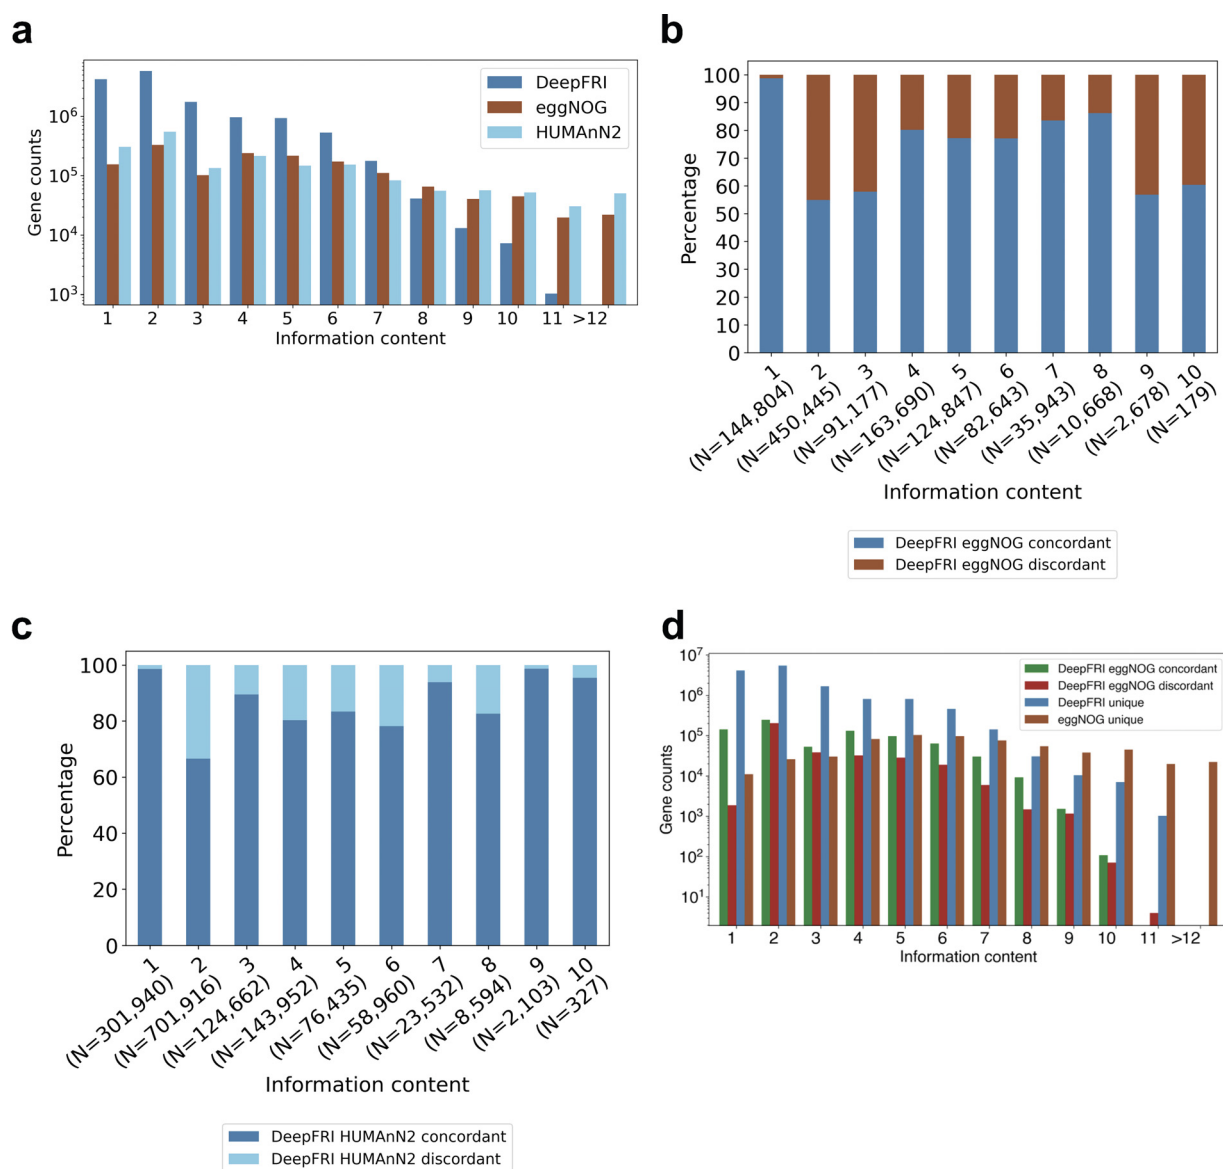 a
DeepFRI
eggNOG
HUMAnN2
10^6
10^5
10^4
10^3
Gene counts
1 2 3 4 5 6 7 8 9 10 11 >12
Information content
b
100
90
80
70
60
50
40
30
20
10
0
Percentage
1 (N=144,804)
2 (N=450,445)
3 (N=91,177)
4 (N=163,690)
5 (N=124,847)
6 (N=82,643)
7 (N=35,943)
8 (N=10,668)
9 (N=2,678)
10 (N=179)
Information content
DeepFRI eggNOG concordant
DeepFRI eggNOG discordant
c
100
80
60
40
20
0
Percentage
1 (N=301,940)
2 (N=701,916)
3 (N=124,662)
4 (N=143,952)
5 (N=76,435)
6 (N=58,960)
7 (N=23,532)
8 (N=8,594)
9 (N=2,103)
10 (N=327)
Information content
DeepFRI HUMAnN2 concordant
DeepFRI HUMAnN2 discordant
d
10^7
10^6
10^5
10^4
10^3
10^2
10^1
Gene counts
DeepFRI eggNOG concordant
DeepFRI eggNOG discordant
DeepFRI unique
eggNOG unique
1 2 3 4 5 6 7 8 9 10 11 >12
Information content